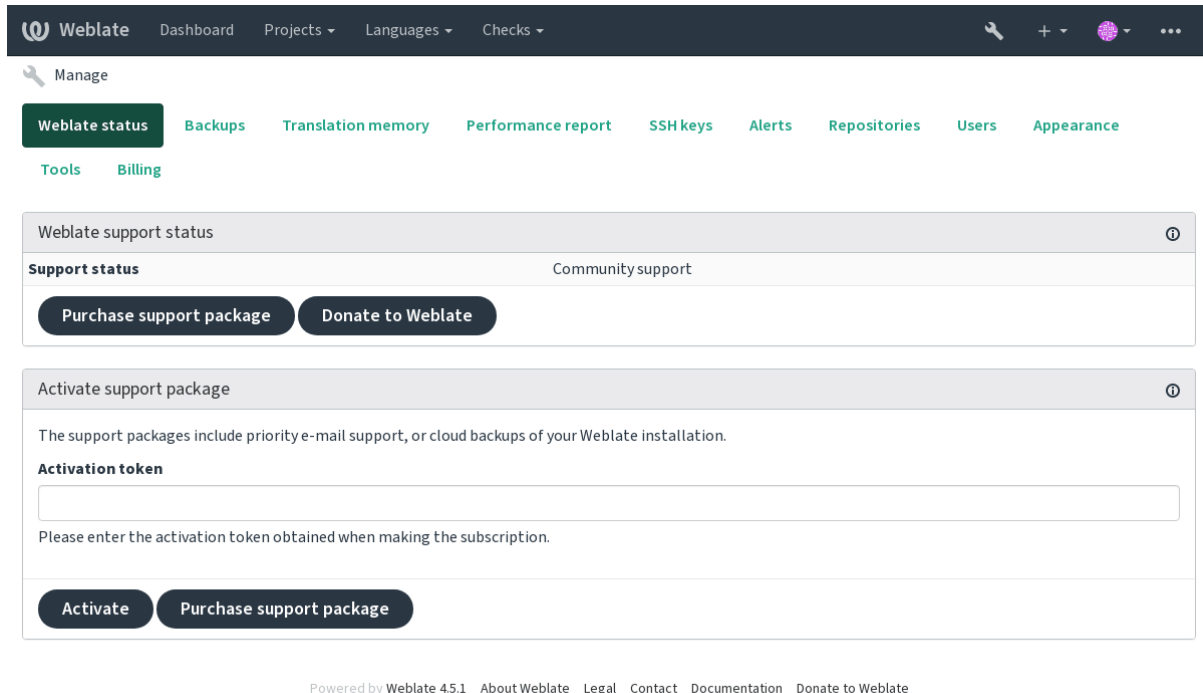 Weblate Dashboard Projects Languages Checks
Manage
Weblate status Backups Translation memory Performance report SSH keys Alerts Repositories Users Appearance
Tools Billing
Weblate support status
Support status Community support
Purchase support package Donate to Weblate
Activate support package
The support packages include priority e-mail support, or cloud backups of your Weblate installation.
Activation token
Please enter the activation token obtained when making the subscription.
Activate Purchase support package
Powered by Weblate 4.5.1 About Weblate Legal Contact Documentation Donate to Weblate